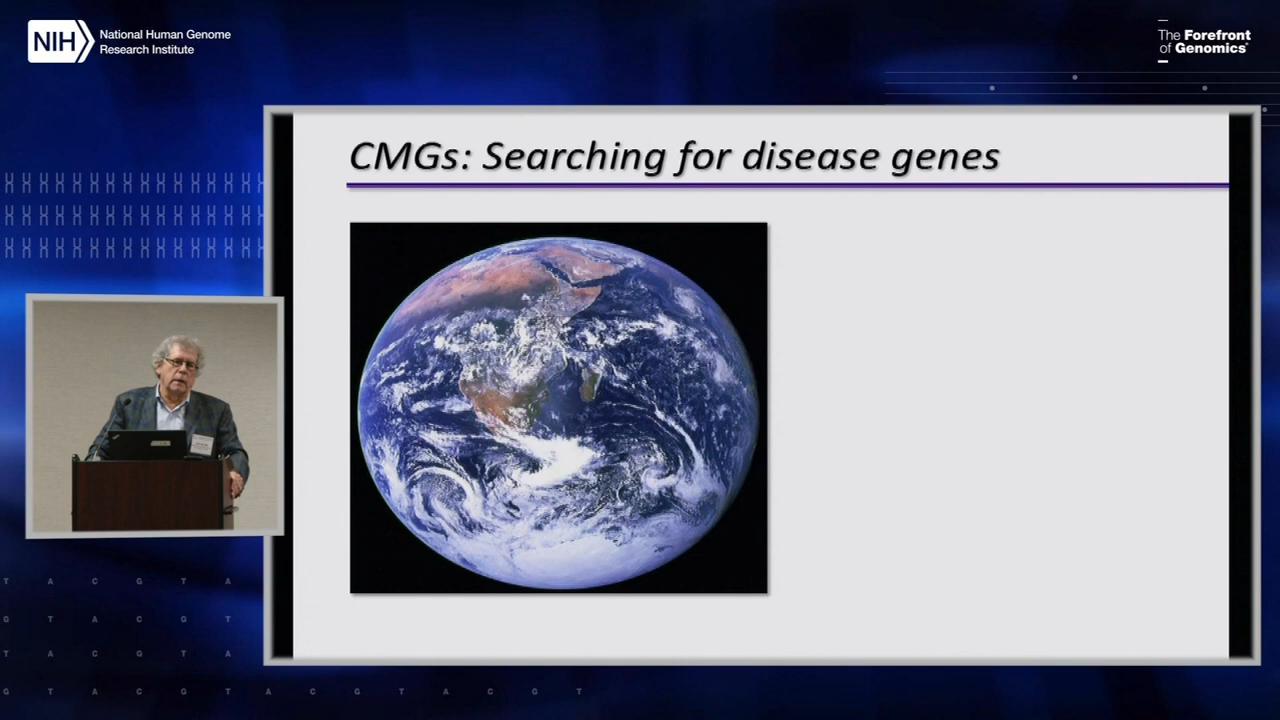 NIH
National Human Genome
Research Institute
The Forefront
of Genomics®
CMGs: Searching for disease genes
T A C G T A
G T A C G T
T A C G T A
G T A C G T A C G T A C G T